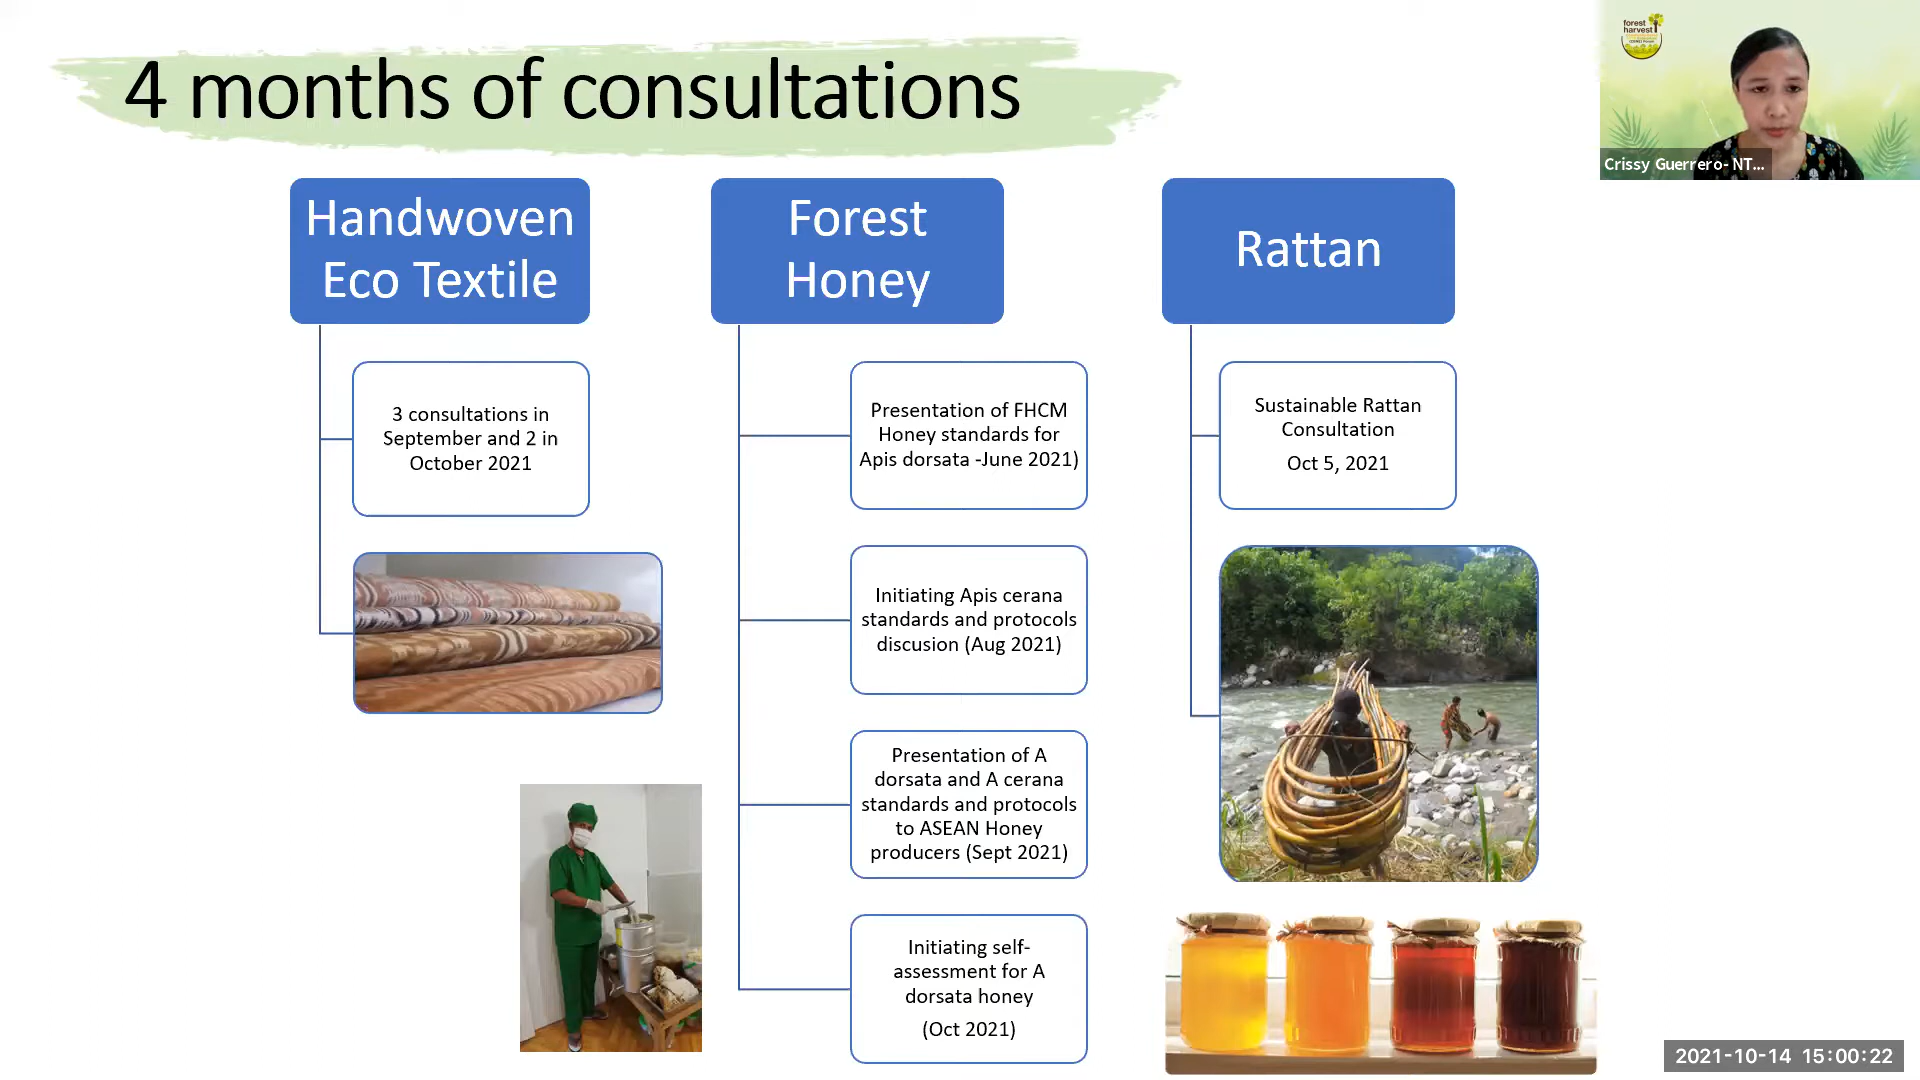 4 months of consultations
forest
harvest
Crissy Guerrero- NT...
Handwoven
Eco Textile
3 consultations in
September and 2 in
October 2021
Forest
Honey
Presentation of FHCM
Honey standards for
Apis dorsata -June 2021)
Initiating Apis cerana
standards and protocols
discusion (Aug 2021)
Presentation of A
dorsata and A cerana
standards and protocols
to ASEAN Honey
producers (Sept 2021)
Initiating self-
assessment for A
dorsata honey
(Oct 2021)
Rattan
Sustainable Rattan
Consultation
Oct 5, 2021
2021-10-14 15:00:22